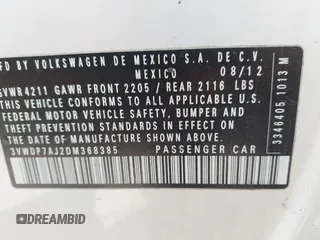 MFD BY VOLKSWAGEN DE MEXICO S.A. DE C.V.
MEXICO 08/12
GVWR4211 GAWR FRONT 2205 / REAR 2116 LBS
THIS VEHICLE CONFORMS TO ALL APPLICABLE U.S.
FEDERAL MOTOR VEHICLE SAFETY, BUMPER AND
THEFT PREVENTION STANDARDS IN EFFECT ON THE
DATE OF MANUFACTURE SHOWN ABOVE.
3VWDP7AJ2DM368385 PASSENGER CAR
3346405 1013 M